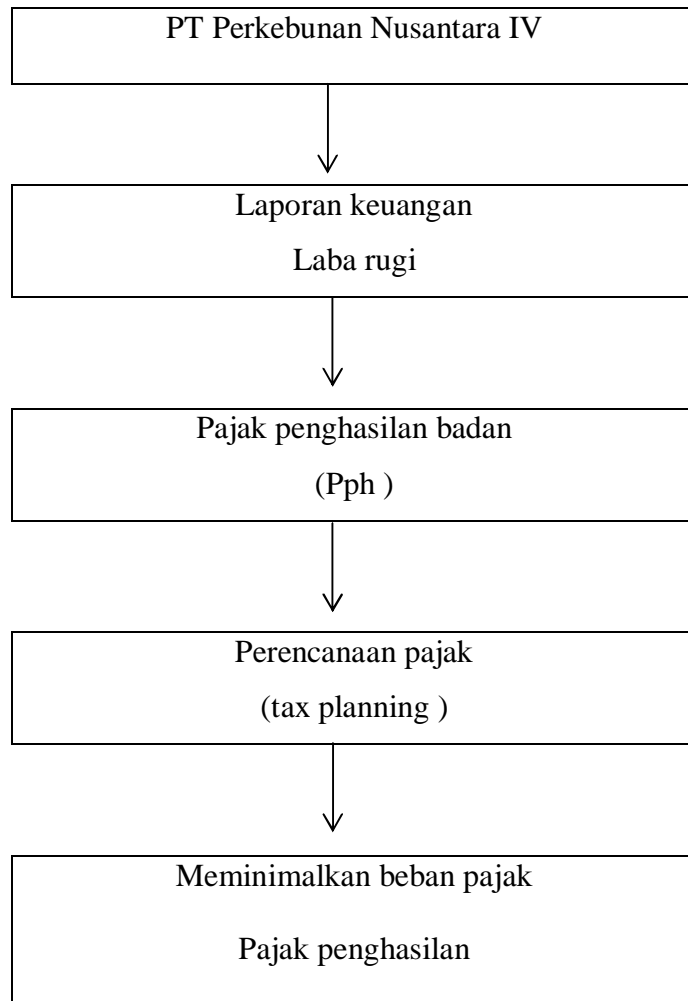 PT Perkebunan Nusantara IV
Laporan keuangan
Laba rugi
Pajak penghasilan badan
(Pph )
Perencanaan pajak
(tax planning )
Meminimalkan beban pajak
Pajak penghasilan